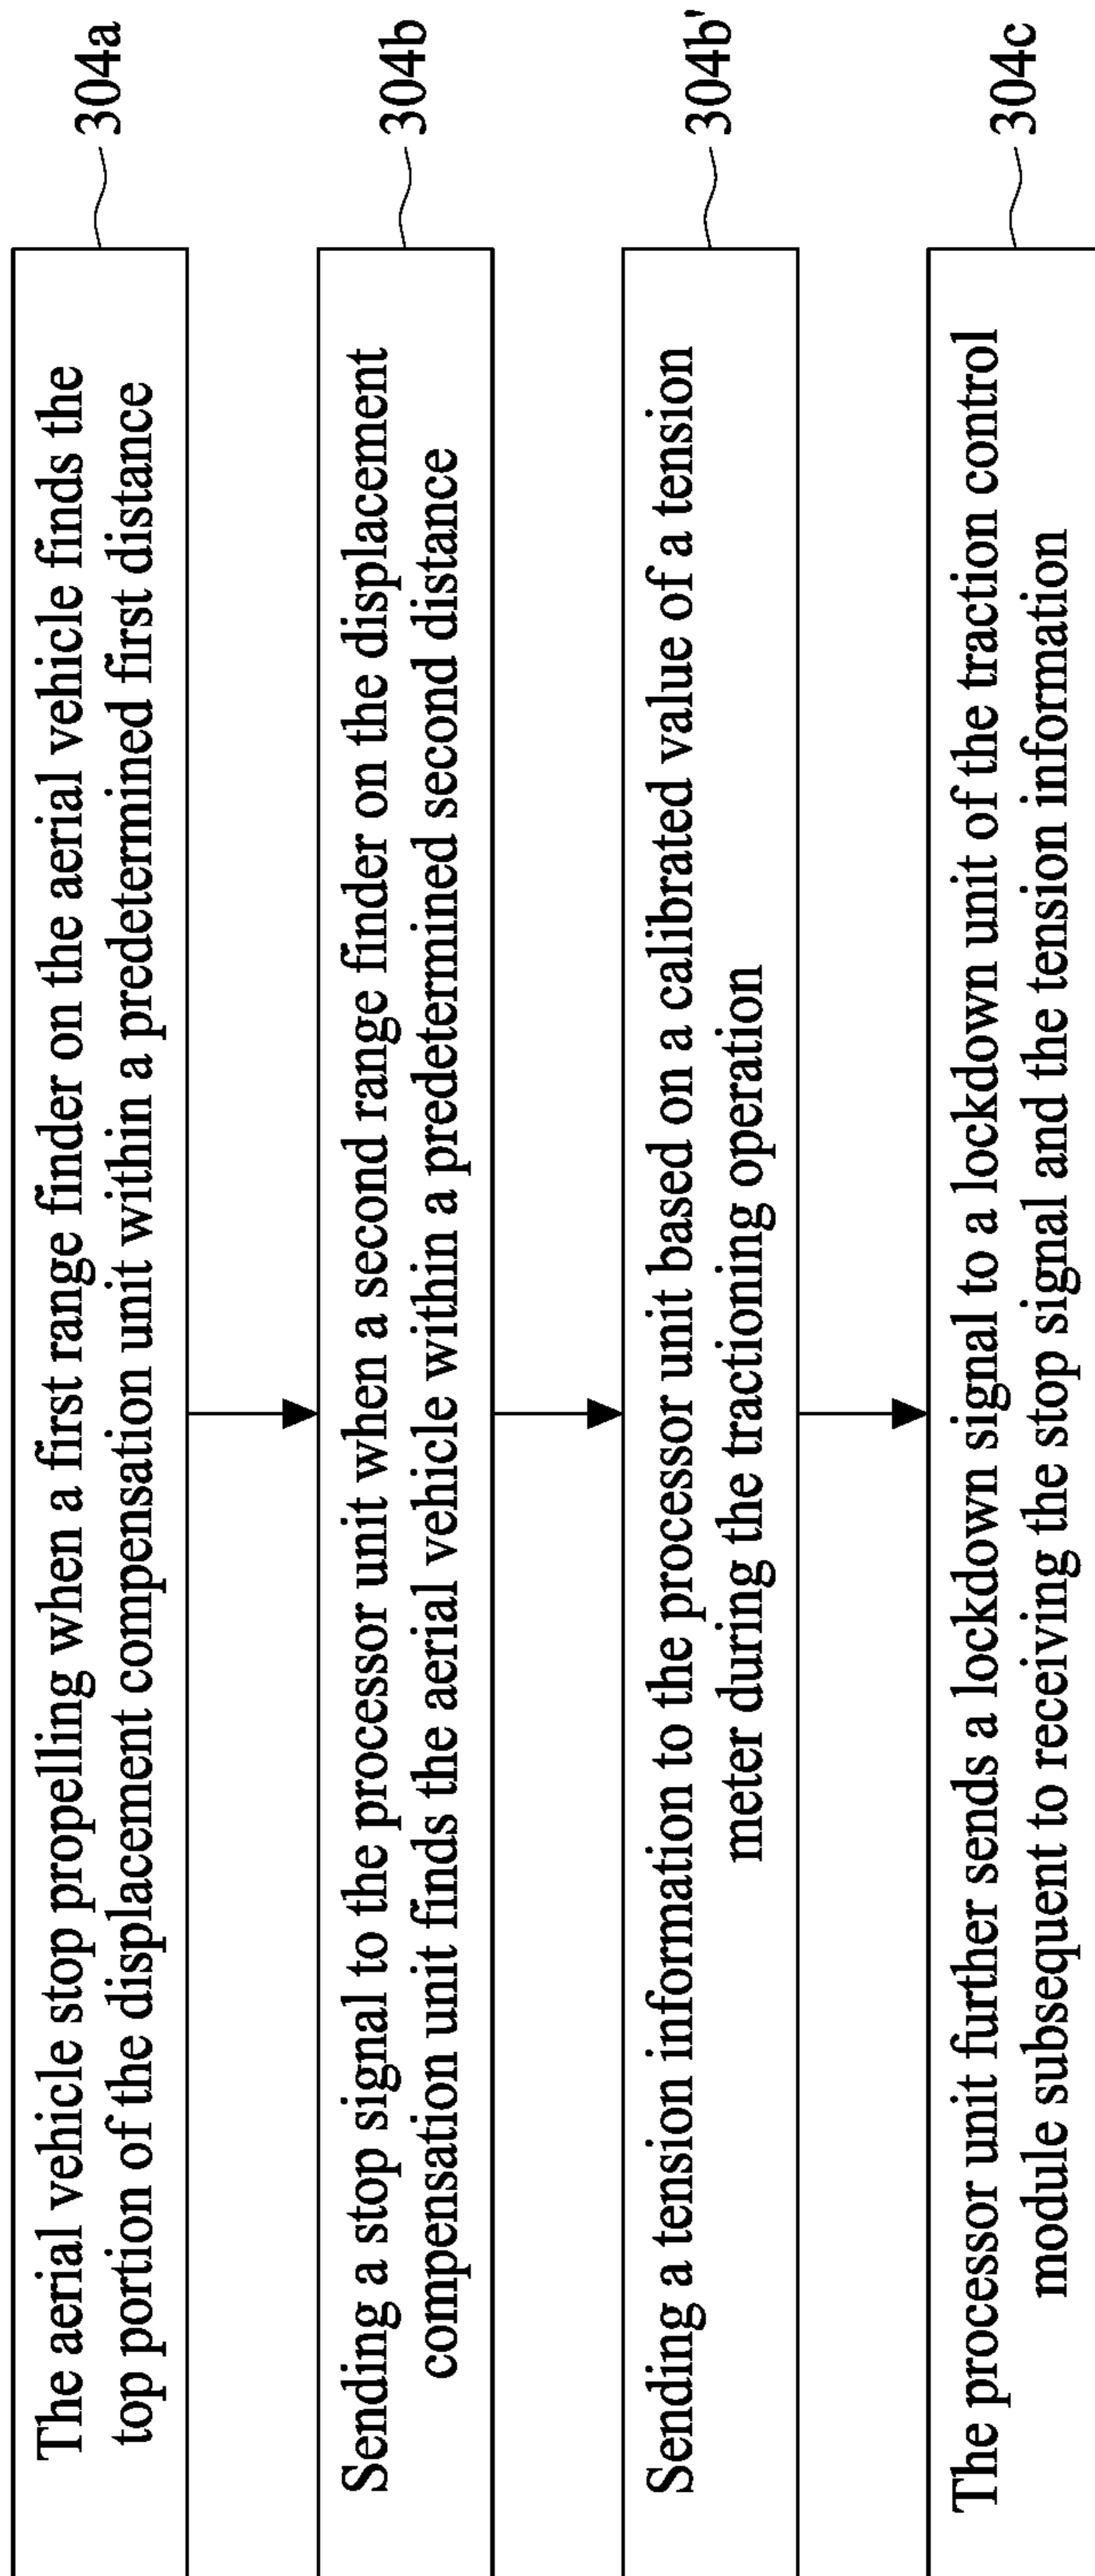 The aerial vehicle stop propelling when a first range finder on the aerial vehicle finds the
top portion of the displacement compensation unit within a predetermined first distance
304a
Sending a stop signal to the processor unit when a second range finder on the displacement
compensation unit finds the aerial vehicle within a predetermined second distance
304b
Sending a tension information to the processor unit based on a calibrated value of a tension
meter during the tractioning operation
304b'
The processor unit further sends a lockdown signal to a lockdown unit of the traction control
module subsequent to receiving the stop signal and the tension information
304c